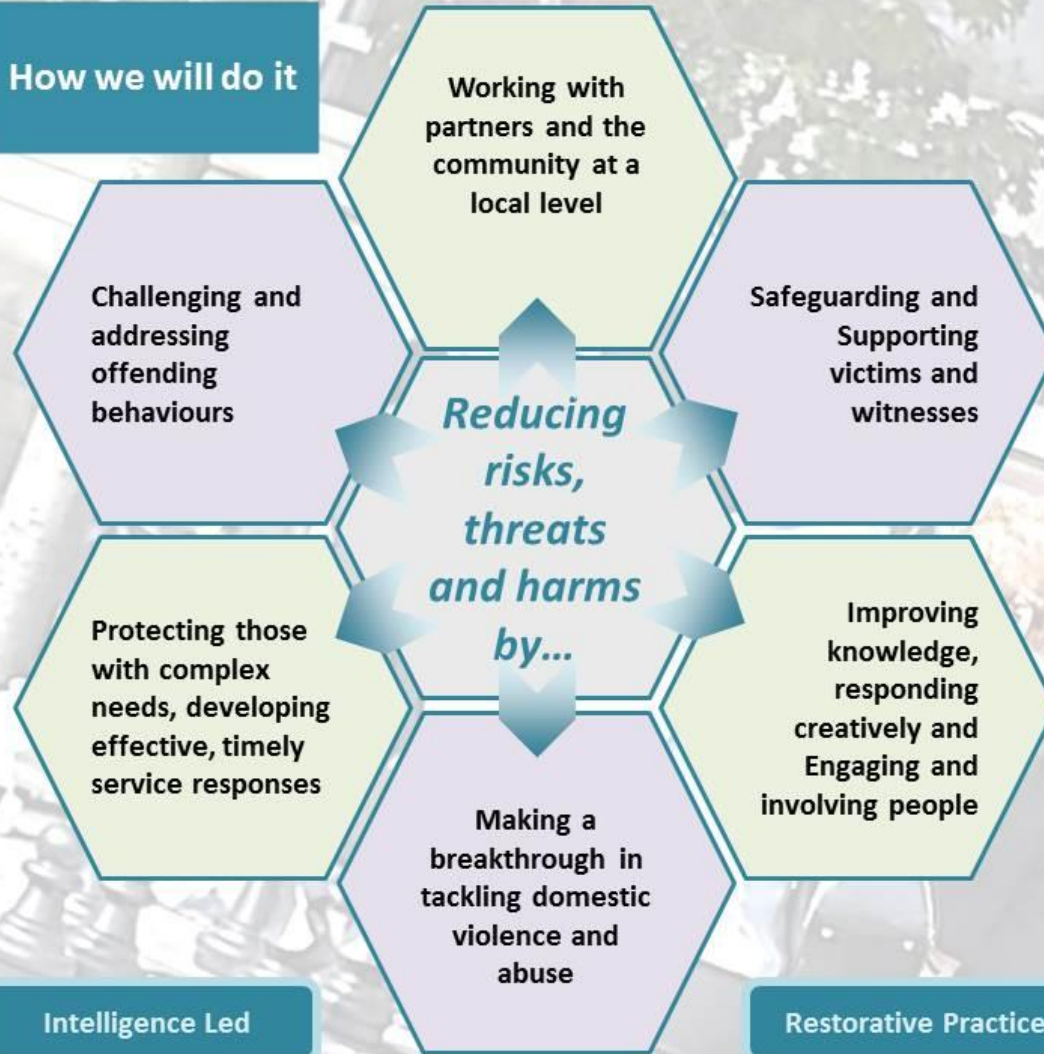 How we will do it
Working with
partners and the
community at a
local level
Challenging and
addressing
offending
behaviours
Safeguarding and
Supporting
victims and
witnesses
Reducing
risks,
threats
and harms
by...
Protecting those
with complex
needs, developing
effective, timely
service responses
Improving
knowledge,
responding
creatively and
Engaging and
involving people
Making a
breakthrough in
tackling domestic
violence and
abuse
Intelligence Led
Restorative Practice